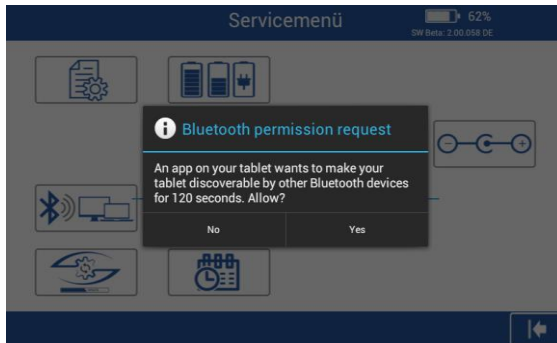 Servicemenü
62%
SW Beta: 2.00.058 DE
Bluetooth permission request
An app on your tablet wants to make your
tablet discoverable by other Bluetooth devices
for 120 seconds. Allow?
No
Yes